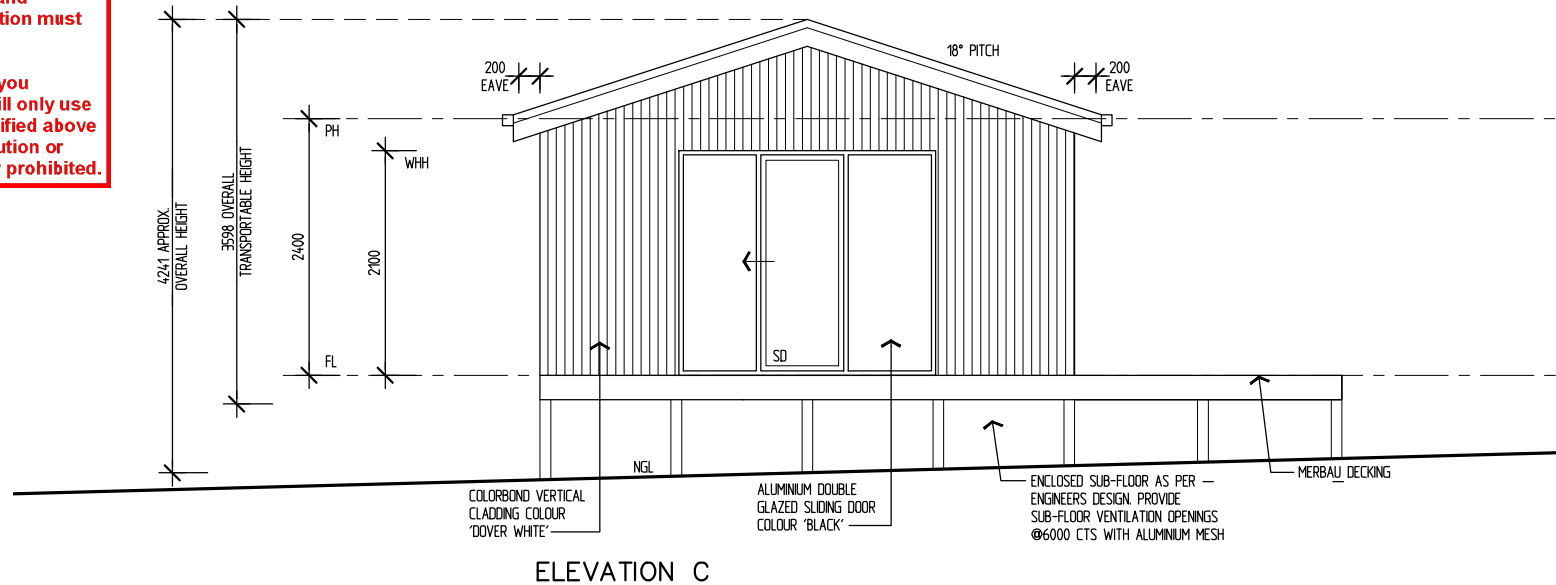 and
tion must
you
ill only use
ified above
ution or
prohibited.
18° PITCH
200
EAVE
200
EAVE
PH
WHH
4241 APPROX.
OVERALL HEIGHT
3598 OVERALL
TRANSPORTABLE HEIGHT
2400
2100
FL
SD
NGL
COLORBOND VERTICAL
CLADDING COLOUR
'DOVER WHITE'
ALUMINIUM DOUBLE
GLAZED SLIDING DOOR
COLOUR 'BLACK'
ENCLOSED SUB-FLOOR AS PER
ENGINEERS DESIGN. PROVIDE
SUB-FLOOR VENTILATION OPENINGS
@6000 CTS WITH ALUMINIUM MESH
MERBAU DECKING
ELEVATION C